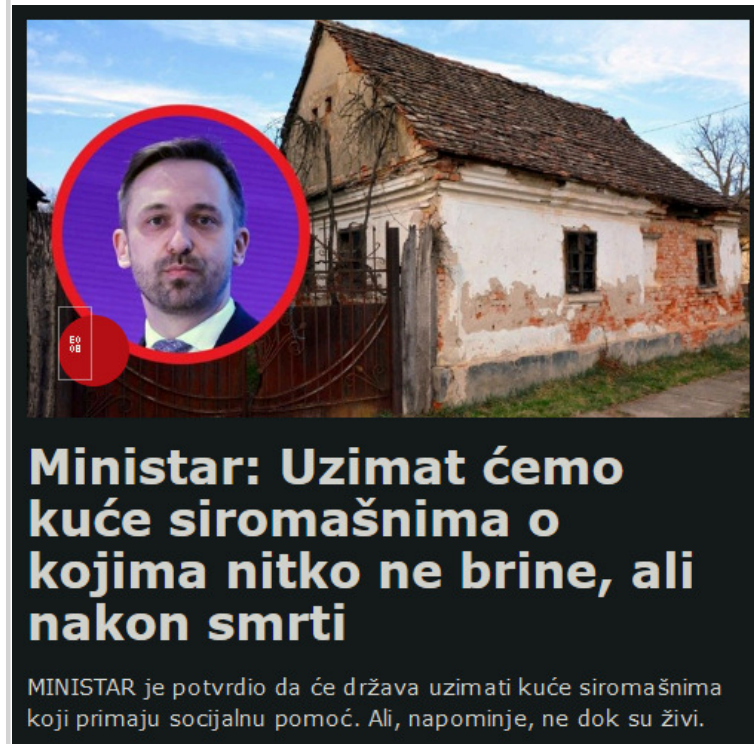 Ministar: Uzimat ćemo
kuće siromašnima o
kojima nitko ne brine, ali
nakon smrti
MINISTAR je potvrdio da će država uzimati kuće siromašnima
koji primaju socijalnu pomoć. Ali, napominje, ne dok su živi.